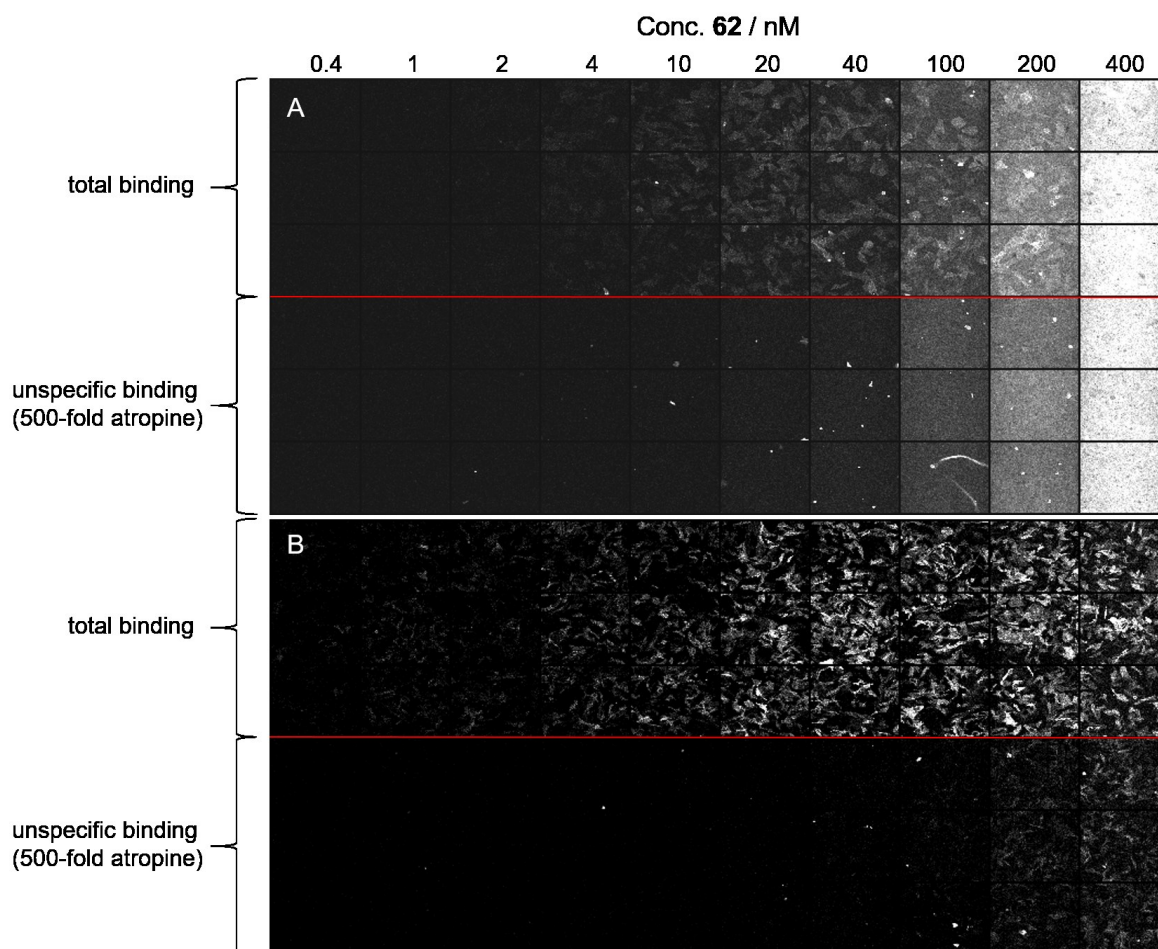 Conc. 62 / nM
0.4 1 2 4 10 20 40 100 200 400
A
total binding
unspecific binding
(500-fold atropine)
B
total binding
unspecific binding
(500-fold atropine)